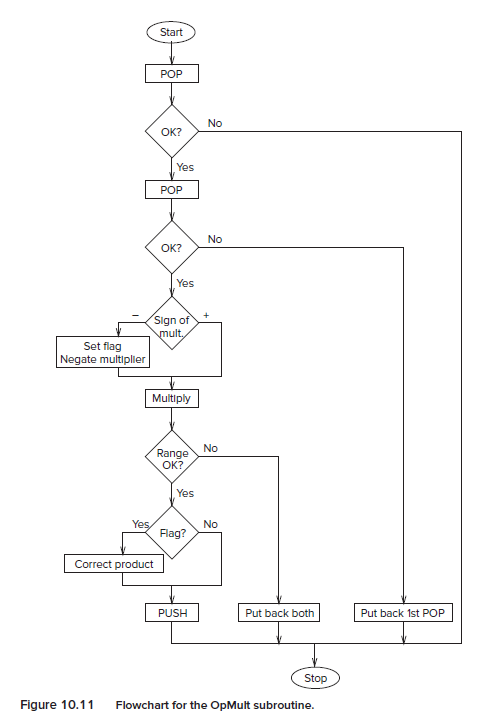 Start
POP
OK?
No
Yes
POP
OK?
No
Yes
−
Sign of
mult.
+
Set flag
Negate multiplier
Multiply
Range
OK?
No
Yes
Yes
Flag?
No
Correct product
PUSH
Put back both
Put back 1st POP
Stop
Figure 10.11 Flowchart for the OpMult subroutine.